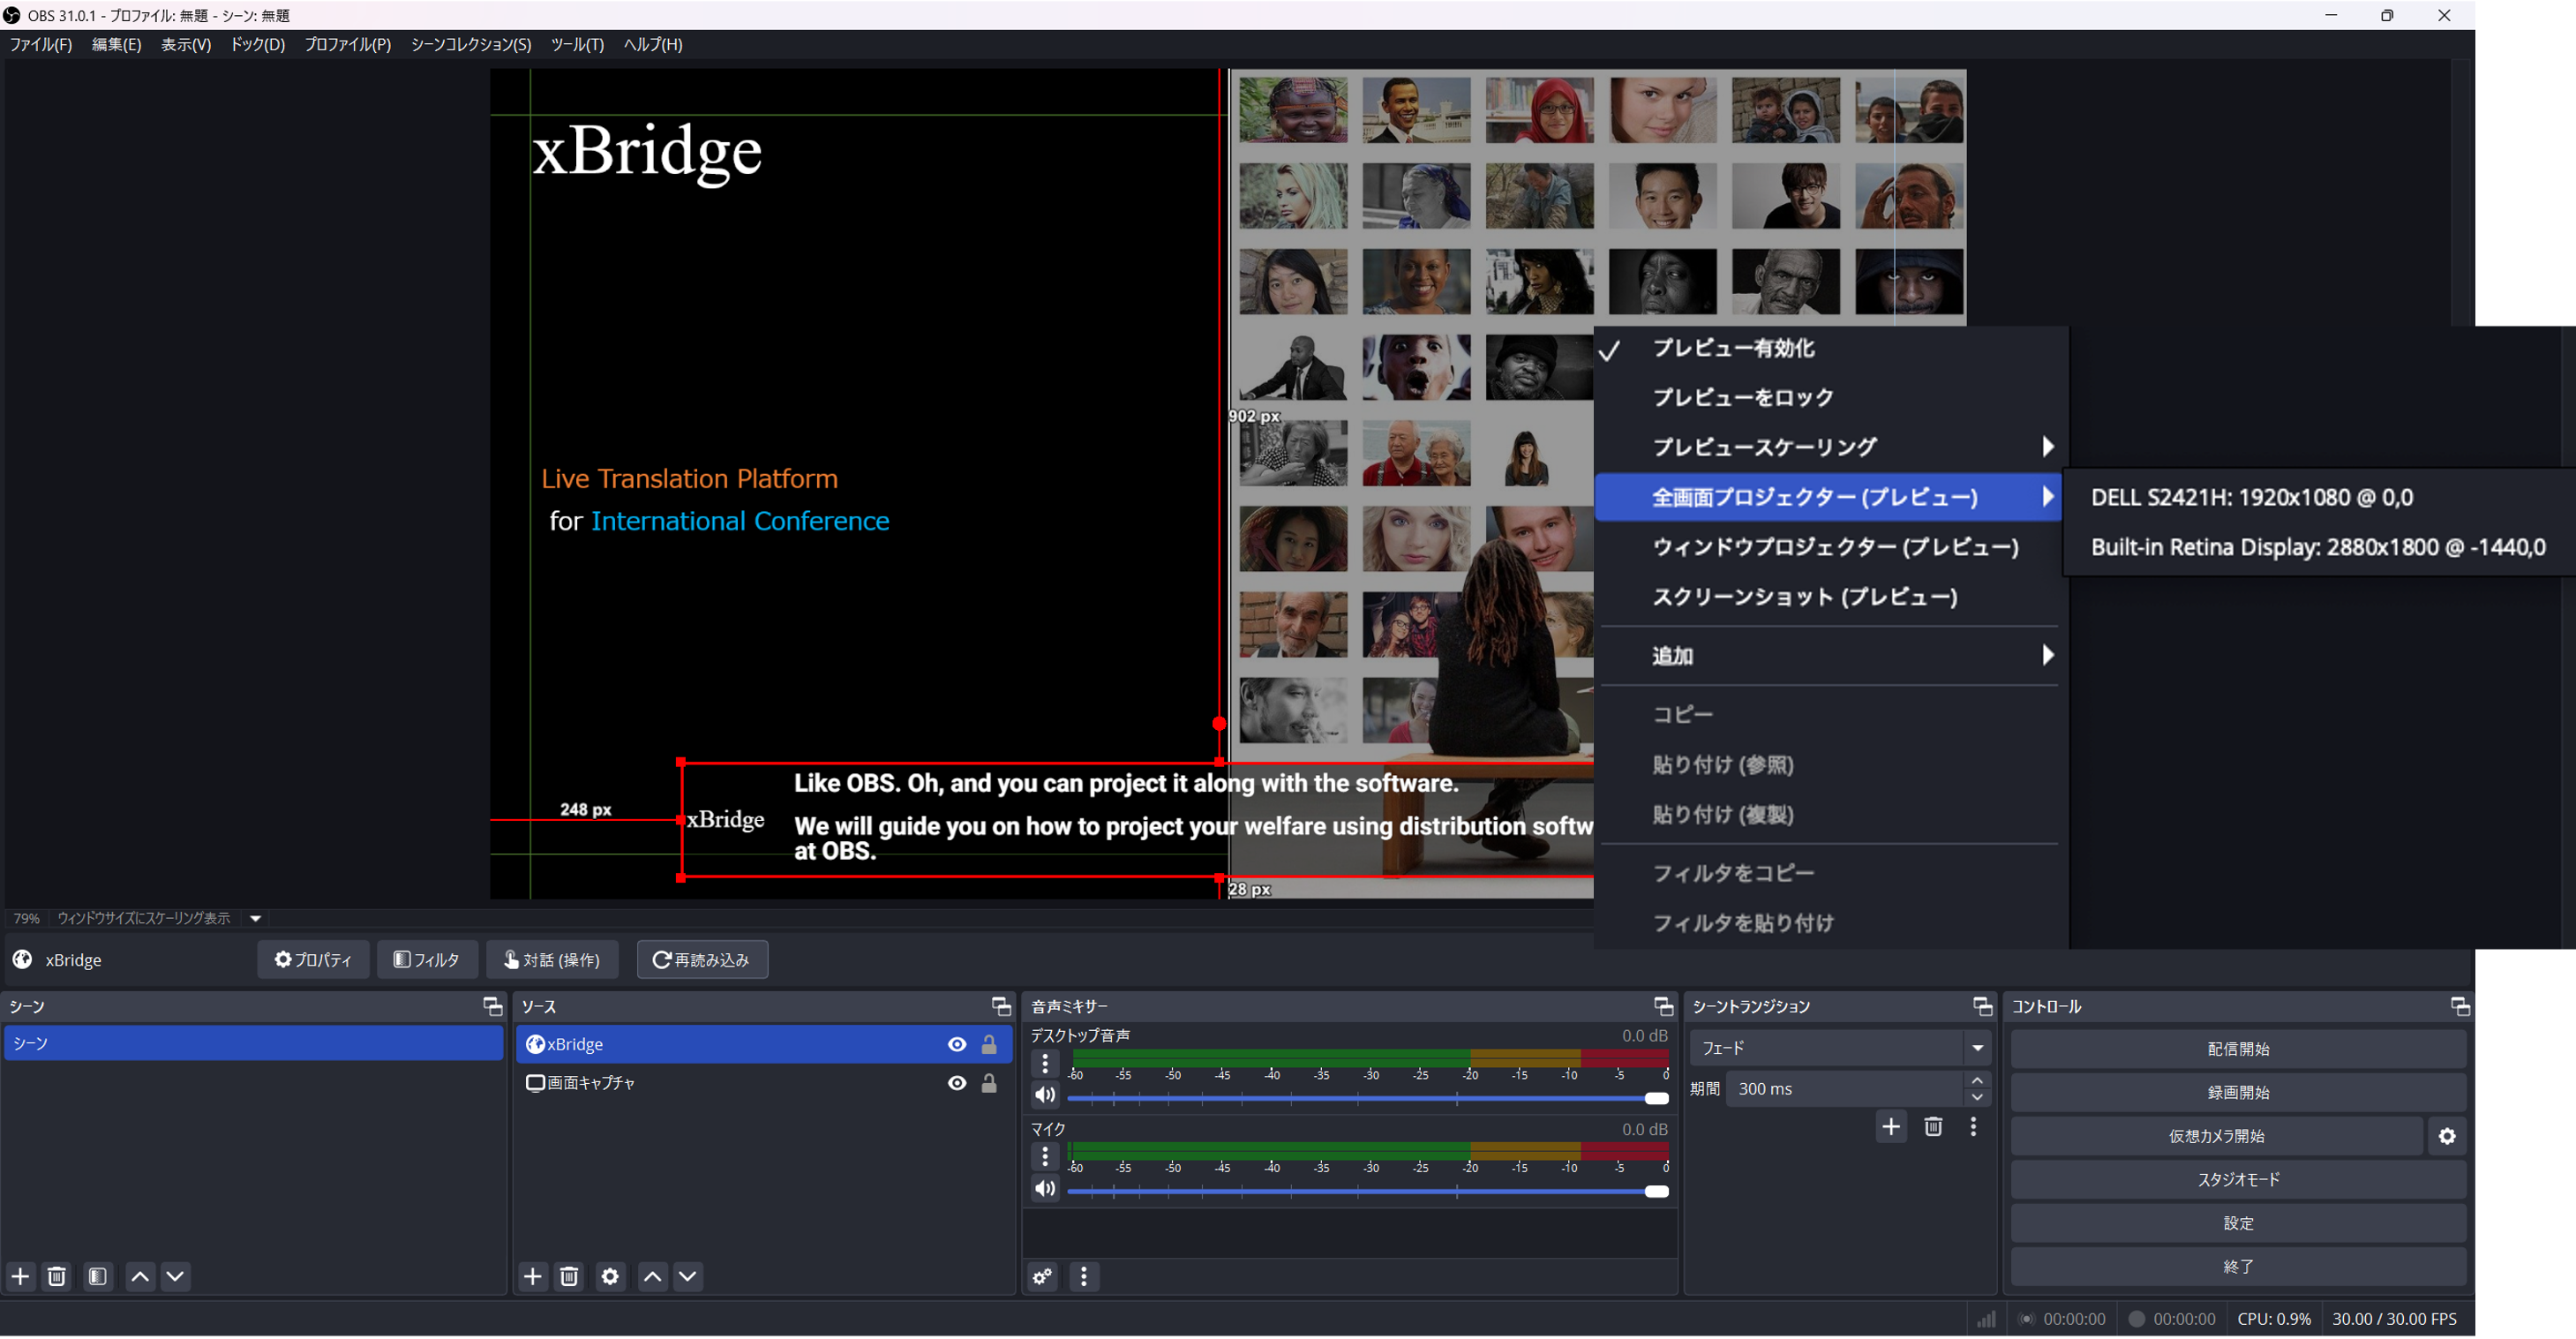 OBS 31.0.1 - プロファイル: 無題 - シーン: 無題
ファイル(F) 編集(E) 表示(V) ドック(D) プロファイル(P) シーンコレクション(S) ツール(T) ヘルプ(H)
xBridge
Live Translation Platform
for International Conference
902 px
248 px
xBridge
Like OBS. Oh, and you can project it along with the software.
We will guide you on how to project your welfare using distribution softw
at OBS.
28 px
プレビュー有効化
プレビューをロック
プレビュースケーリング
全画面プロジェクター (プレビュー)
DELL S2421H: 1920x1080 @ 0,0
Built-in Retina Display: 2880x1800 @ -1440,0
ウィンドウプロジェクター (プレビュー)
スクリーンショット (プレビュー)
追加
コピー
貼り付け (参照)
貼り付け (複製)
フィルタをコピー
フィルタを貼り付け
79% ウィンドウサイズにスケーリング表示
xBridge プロパティ フィルタ 対話 (操作) 再読み込み
シーン
シーン
ソース
xBridge
画面キャプチャ
音声ミキサー
デスクトップ音声 0.0 dB
-60 -55 -50 -45 -40 -35 -30 -25 -20 -15 -10 -5 0
マイク 0.0 dB
-60 -55 -50 -45 -40 -35 -30 -25 -20 -15 -10 -5 0
シーントランジション
フェード
期間 300 ms
コントロール
配信開始
録画開始
仮想カメラ開始
スタジオモード
設定
終了
00:00:00 00:00:00 CPU: 0.9% 30.00 / 30.00 FPS